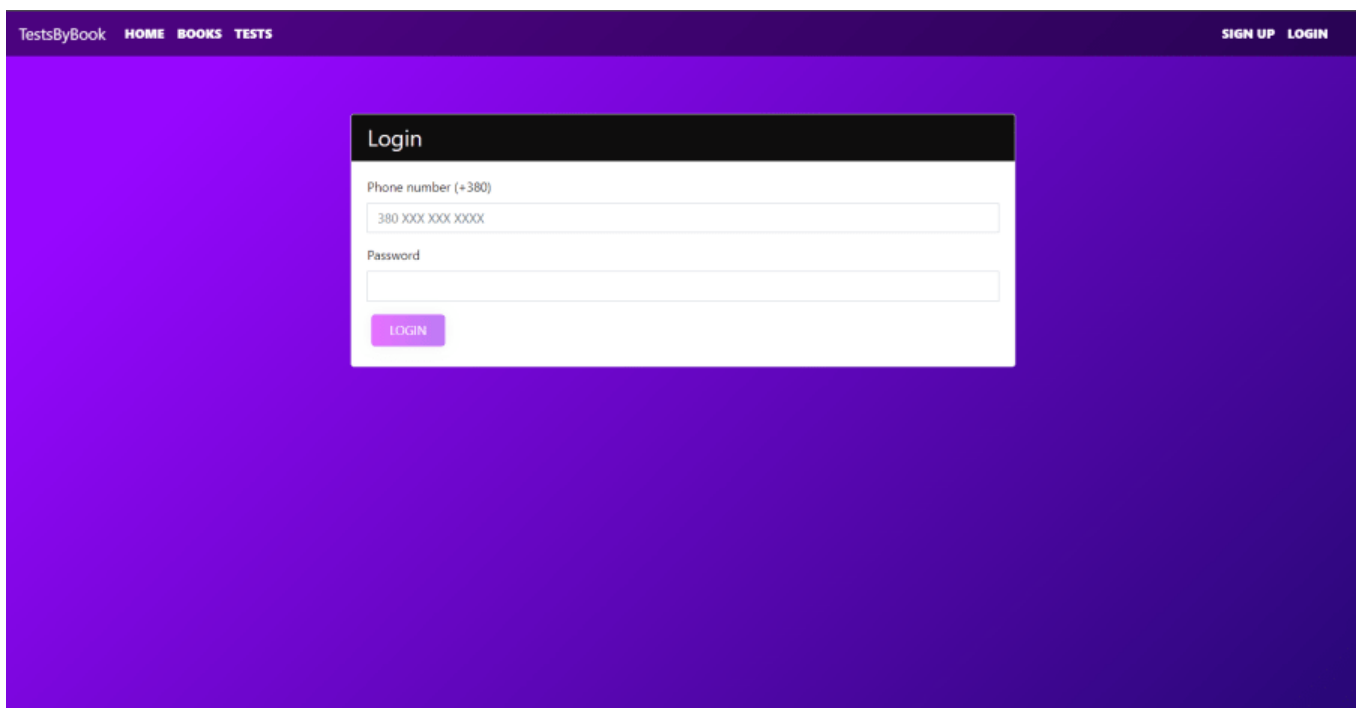 TestsByBook HOME BOOKS TESTS SIGN UP LOGIN
Login
Phone number (+380)
380 XXX XXX XXXX
Password
LOGIN